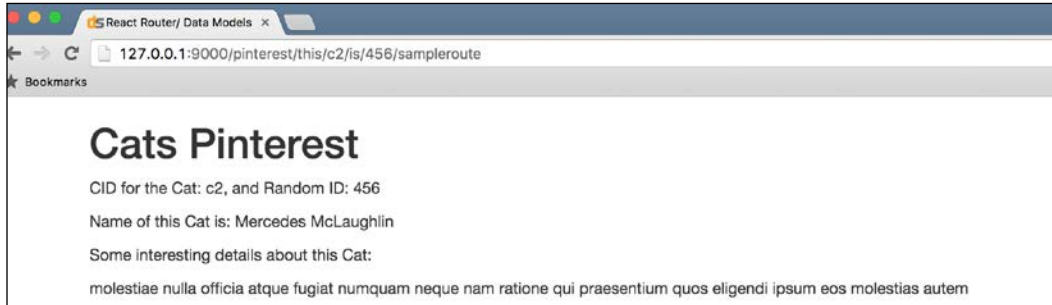 React Router/ Data Models
127.0.0.1:9000/pinterest/this/c2/is/456/sampleroute
Bookmarks
Cats Pinterest
CID for the Cat: c2, and Random ID: 456
Name of this Cat is: Mercedes McLaughlin
Some interesting details about this Cat:
molestiae nulla officia atque fugiat numquam neque nam ratione qui praesentium quos eligendi ipsum eos molestias autem